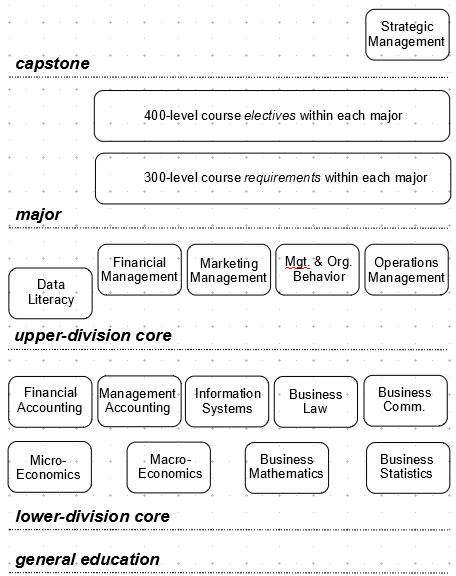 Strategic
Management
capstone
400-level course electives within each major
300-level course requirements within each major
major
Financial
Management
Marketing
Management
Mgt. & Org.
Behavior
Operations
Management
Data
Literacy
upper-division core
Financial
Accounting
Management
Accounting
Information
Systems
Business
Law
Business
Comm.
Micro-
Economics
Macro-
Economics
Business
Mathematics
Business
Statistics
lower-division core
general education